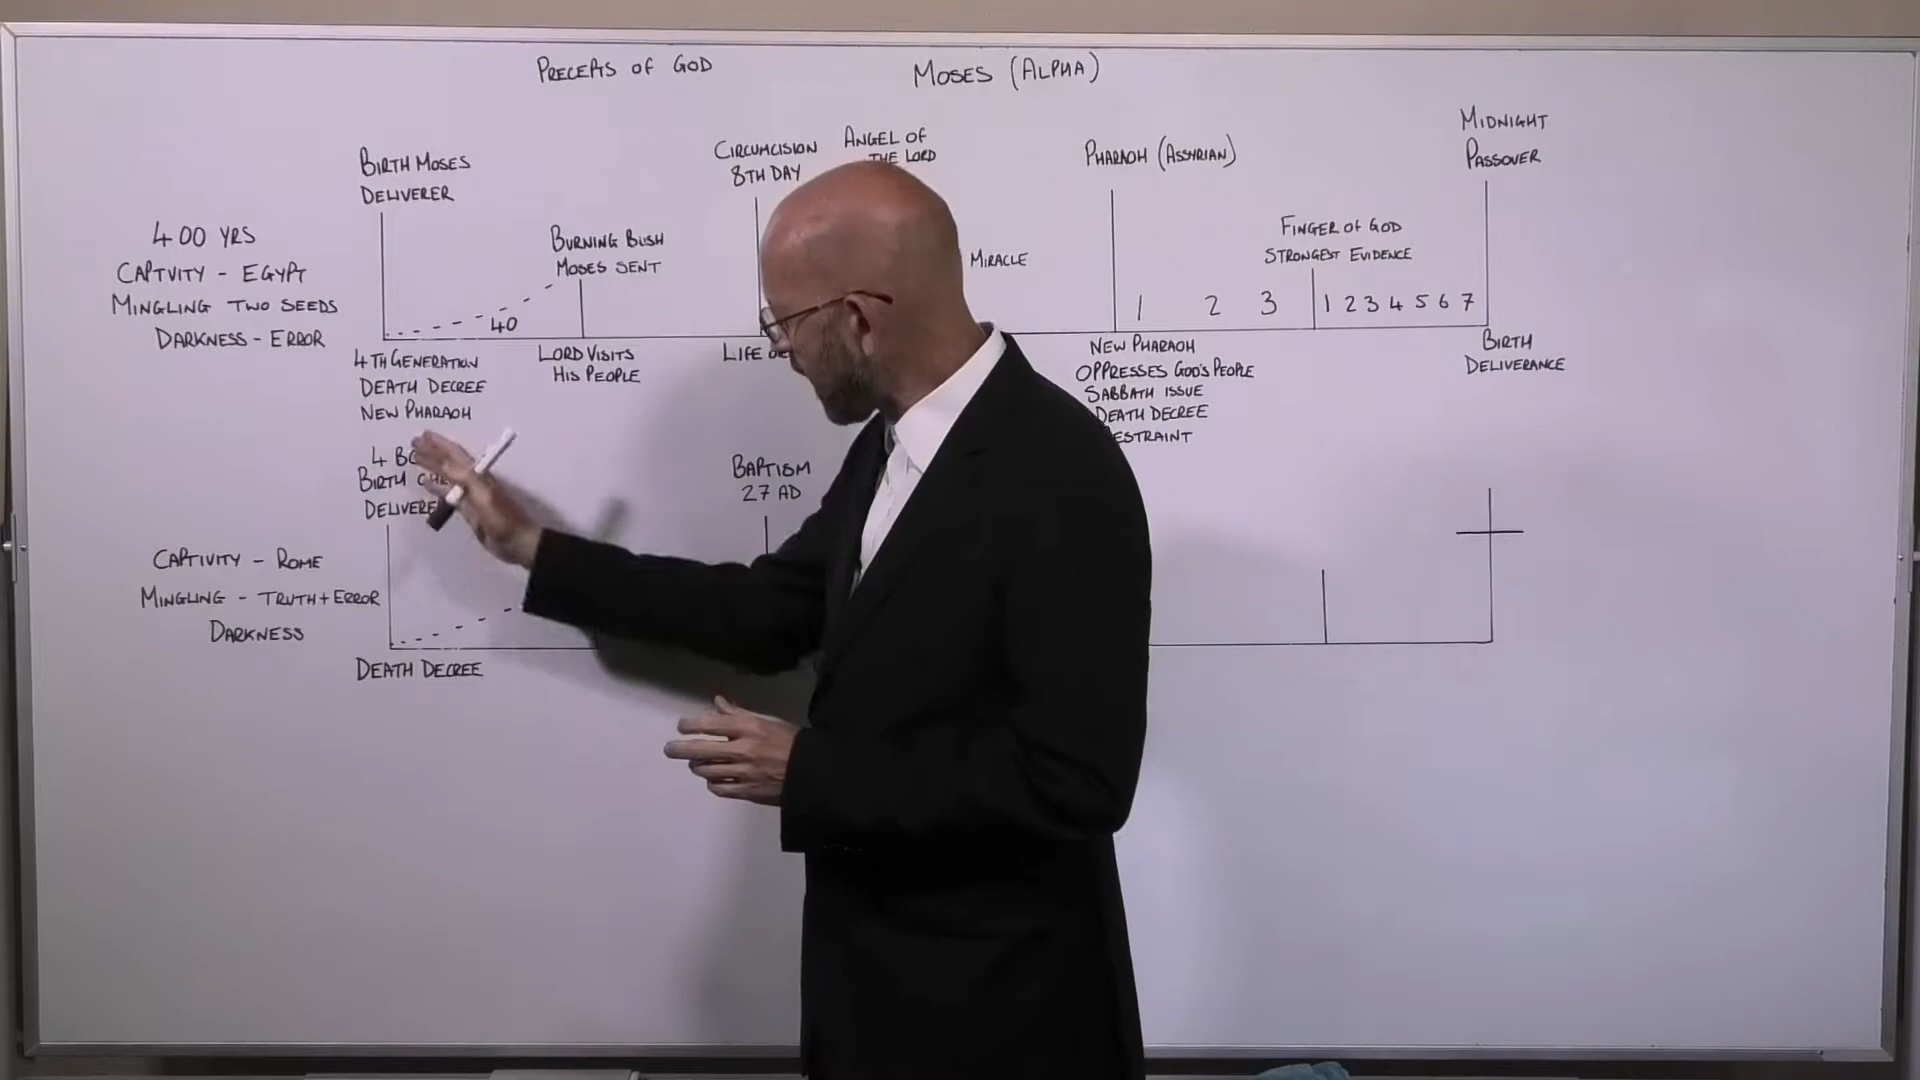 PRECEPTS OF GOD
MOSES (ALPHA)
BIRTH MOSES
DELIVERER
400 YRS
CAPTVITY - EGYPT
MINGLING TWO SEEDS
DARKNESS - ERROR
40
BURNING BUSH
MOSES SENT
CIRCUMCISION
8TH DAY
ANGEL OF
THE LORD
MIRACLE
PHARAOH (ASSYRIAN)
FINGER OF GOD
STRONGEST EVIDENCE
MIDNIGHT
PASSOVER
1 2 3
1 2 3 4 5 6 7
4TH GENERATION
DEATH DECREE
NEW PHARAOH
LORD VISITS
HIS PEOPLE
LIFE
NEW PHARAOH
OPPRESSES GOD'S PEOPLE
SABBATH ISSUE
DEATH DECREE
BIRTH
DELIVERANCE
4
BIRTH
CAPTIVITY - ROME
MINGLING - TRUTH + ERROR
DARKNESS
DEATH DECREE
BAPTISM
27 AD